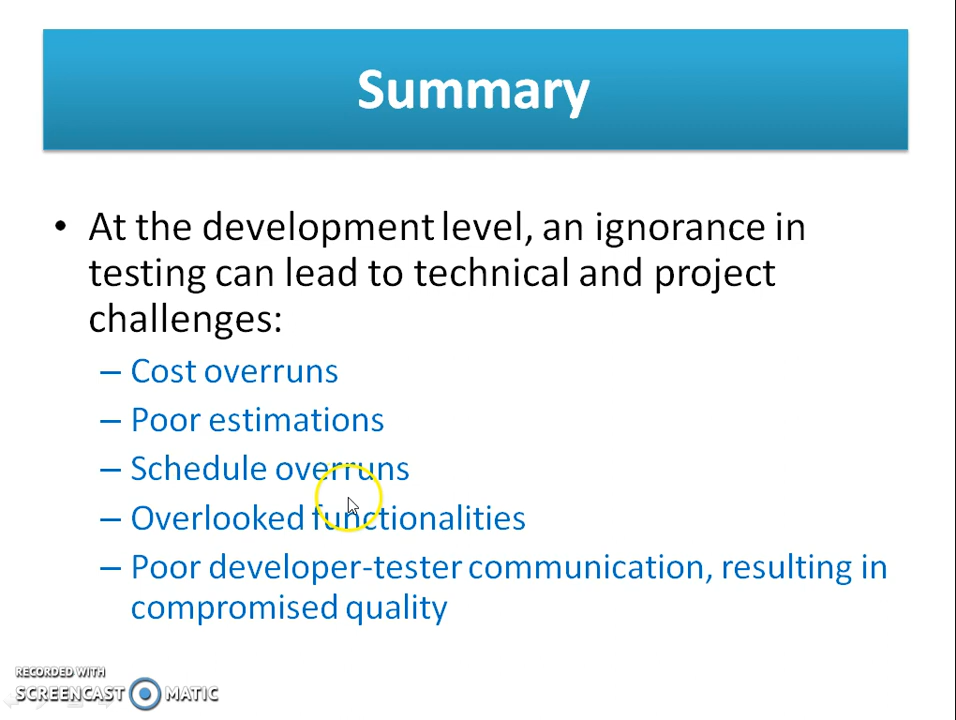 Summary
• At the development level, an ignorance in
testing can lead to technical and project
challenges:
– Cost overruns
– Poor estimations
– Schedule overruns
– Overlooked functionalities
– Poor developer-tester communication, resulting in
compromised quality
RECORDED WITH
SCREENCAST MATIC